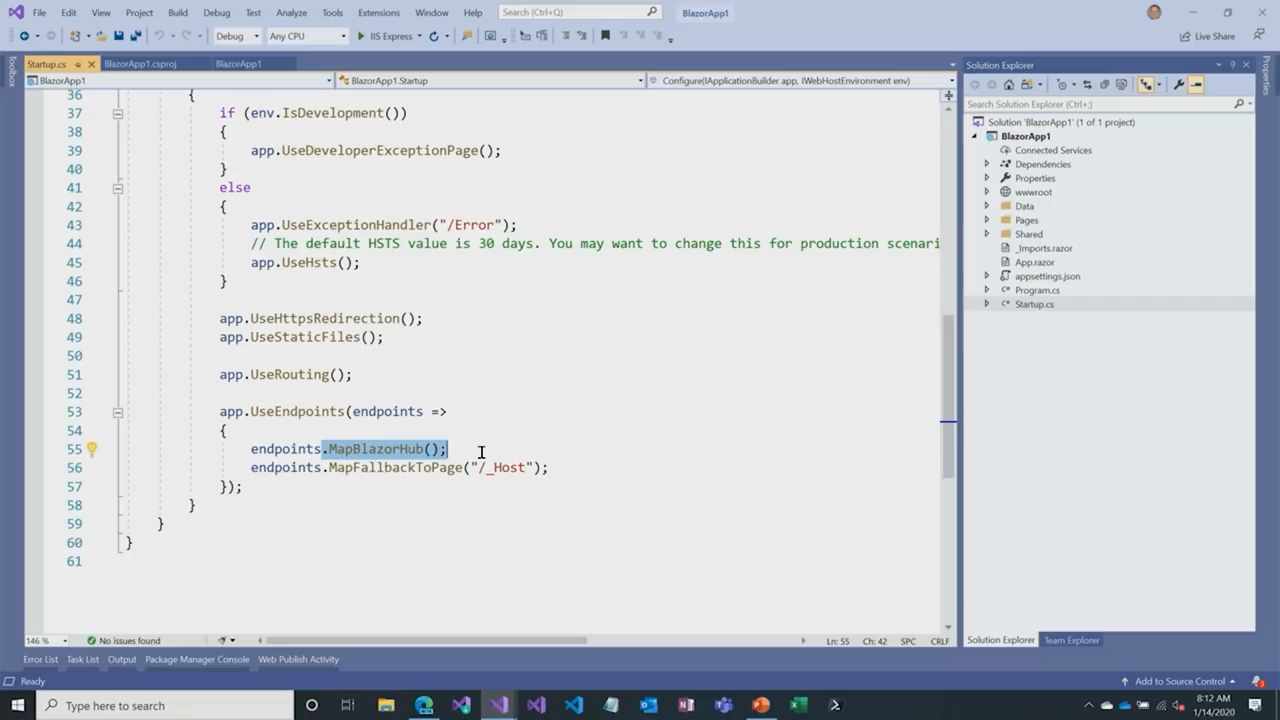 File Edit View Project Build Debug Test Analyze Tools Extensions Window Help Search (Ctrl+Q) BlazorApp1
Debug Any CPU IIS Express Live Share
Startup.cs BlazorApp1.csproj BlazorApp1
BlazorApp1 BlazorApp1.Startup Configure(IApplicationBuilder app, IWebHostEnvironment env)
Toolbox
36 {
37 if (env.IsDevelopment())
38 {
39 app.UseDeveloperExceptionPage();
40 }
41 else
42 {
43 app.UseExceptionHandler("/Error");
44 // The default HSTS value is 30 days. You may want to change this for production scenari
45 app.UseHsts();
46 }
47
48 app.UseHttpsRedirection();
49 app.UseStaticFiles();
50
51 app.UseRouting();
52
53 app.UseEndpoints(endpoints =>
54 {
55 endpoints.MapBlazorHub();
56 endpoints.MapFallbackToPage("/_Host");
57 });
58 }
59 }
60 }
61
146 % No issues found Ln: 55 Ch: 42 SPC CRLF
Solution Explorer
Search Solution Explorer (Ctrl+;)
Solution 'BlazorApp1' (1 of 1 project)
BlazorApp1
Connected Services
Dependencies
Properties
wwwroot
Data
Pages
Shared
_Imports.razor
App.razor
appsettings.json
C# Program.cs
C# Startup.cs
Solution Explorer Team Explorer
Properties
Error List Task List Output Package Manager Console Web Publish Activity
Ready Add to Source Control
Type here to search
8:12 AM
1/14/2020